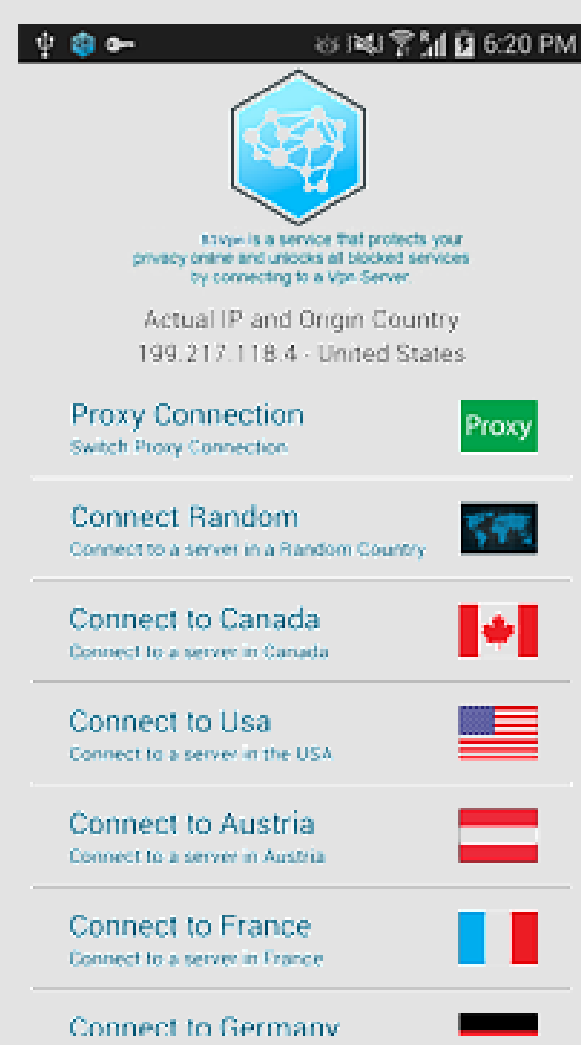 6:20 PM
is a service that protects your
privacy online and unlocks all blocked services
by connecting to a Vpn Server.
Actual IP and Origin Country
199.217.118.4 - United States
Proxy Connection
Switch Proxy Connection
Proxy
Connect Random
Connect to a server in a Random Country
Connect to Canada
Connect to a server in Canada
Connect to Usa
Connect to a server in the USA
Connect to Austria
Connect to a server in Austria
Connect to France
Connect to a server in France
Connect to Germany